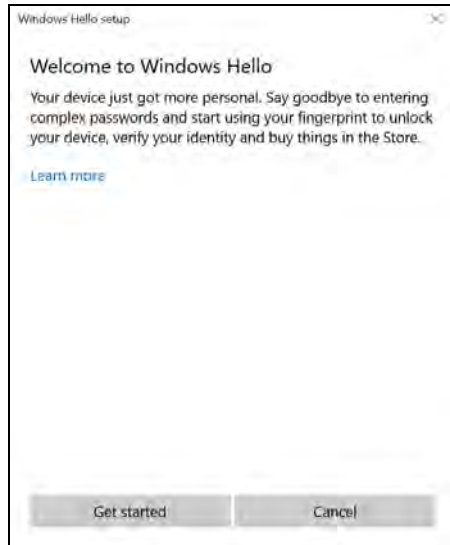 Windows Hello setup
Welcome to Windows Hello
Your device just got more personal. Say goodbye to entering
complex passwords and start using your fingerprint to unlock
your device, verify your identity and buy things in the Store.
Learn more
Get started
Cancel